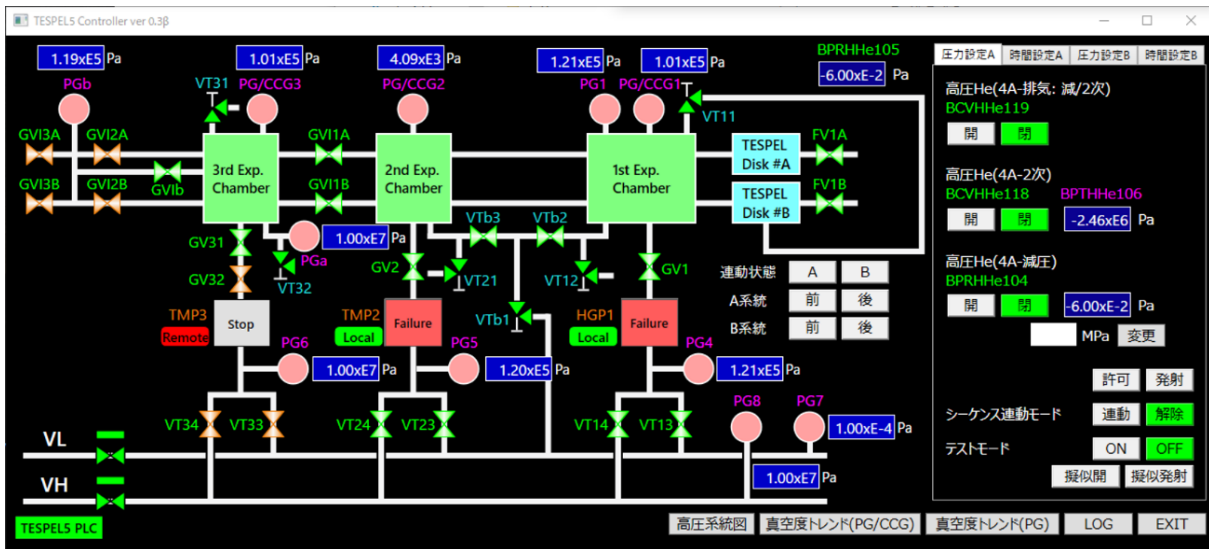 TESPEL5 Controller ver 0.3β
1.19xE5 Pa
1.01xE5 Pa
4.09xE3 Pa
1.21xE5 Pa
1.01xE5 Pa
BPRHHe105
-6.00xE-2 Pa
PGb
VT31
PG/CCG3
PG/CCG2
PG1
PG/CCG1
VT11
GVI3A
GVI2A
GVI1A
FV1A
TESPEL
Disk #A
3rd Exp.
Chamber
2nd Exp.
Chamber
1st Exp.
Chamber
GVI3B
GVI2B
GVIb
GVI1B
FV1B
TESPEL
Disk #B
GV31
1.00xE7 Pa
PGa
VTb3
VTb2
GV32
VT32
GV2
VT21
VT12
GV1
TMP3
Remote
Stop
TMP2
Local
Failure
VTb1
HGP1
Local
Failure
連動状態 A B
A系統 前 後
B系統 前 後
PG6
1.00xE7 Pa
PG5
1.20xE5 Pa
PG4
1.21xE5 Pa
VT34
VT33
VT24
VT23
VT14
VT13
PG8
PG7
1.00xE-4 Pa
1.00xE7 Pa
VL
VH
TESPEL5 PLC
圧力設定A 時間設定A 圧力設定B 時間設定B
高圧He(4A-排気: 減/2次)
BCVHHe119
開 閉
高圧He(4A-2次)
BCVHHe118 BPTHHe106
開 閉 -2.46xE6 Pa
高圧He(4A-減圧)
BPRHHe104
開 閉 -6.00xE-2 Pa
MPa 変更
許可 発射
シーケンス連動モード 連動 解除
テストモード ON OFF
擬似開 擬似発射
高圧系統図 真空度トレンド(PG/CCG) 真空度トレンド(PG) LOG EXIT